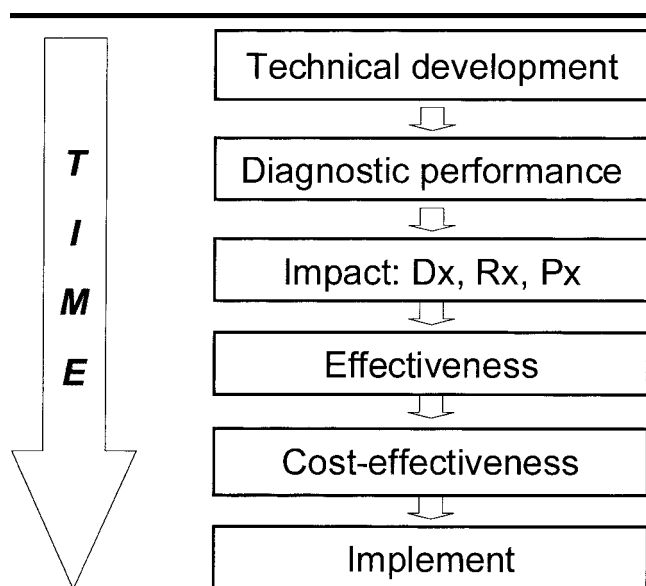 Technical development
Diagnostic performance
Impact: Dx, Rx, Px
Effectiveness
Cost-effectiveness
Implement
T
I
M
E